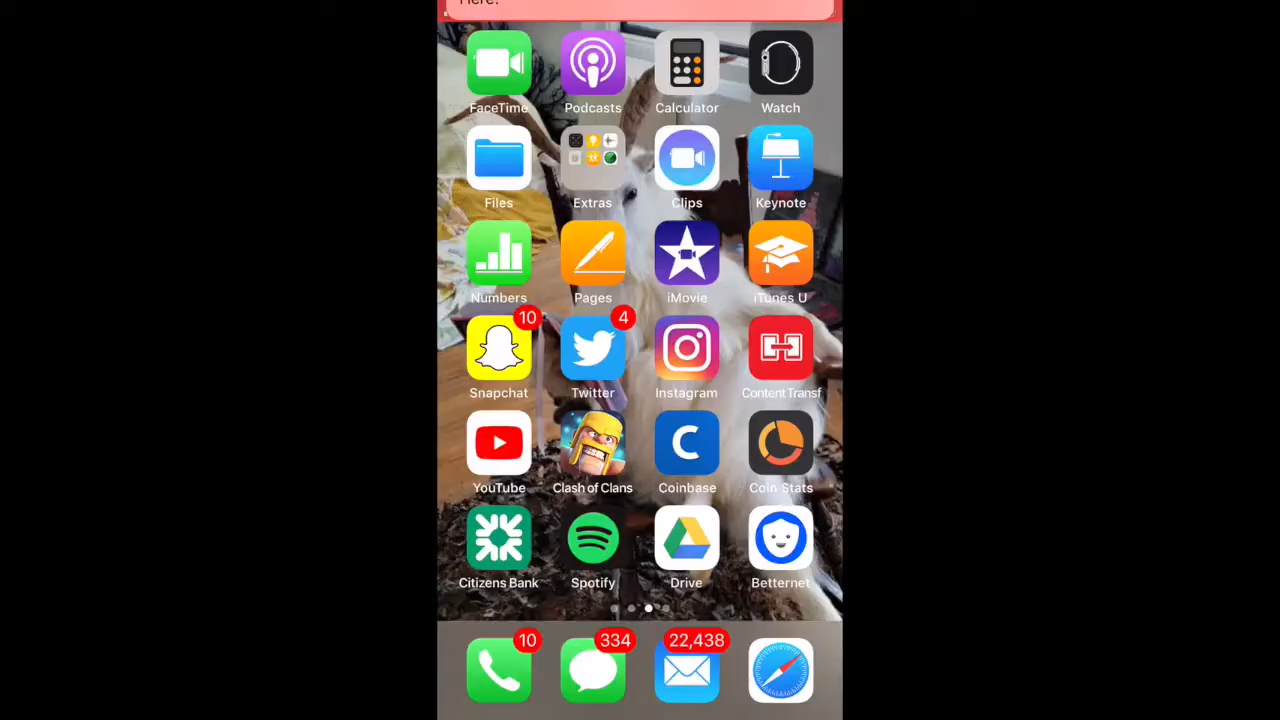 Here?
FaceTime Podcasts Calculator Watch
Files Extras Clips Keynote
Numbers Pages iMovie iTunes U
10 4
Snapchat Twitter Instagram Content Transf
YouTube Clash of Clans Coinbase Coin Stats
Citizens Bank Spotify Drive Betternet
10 334 22,438